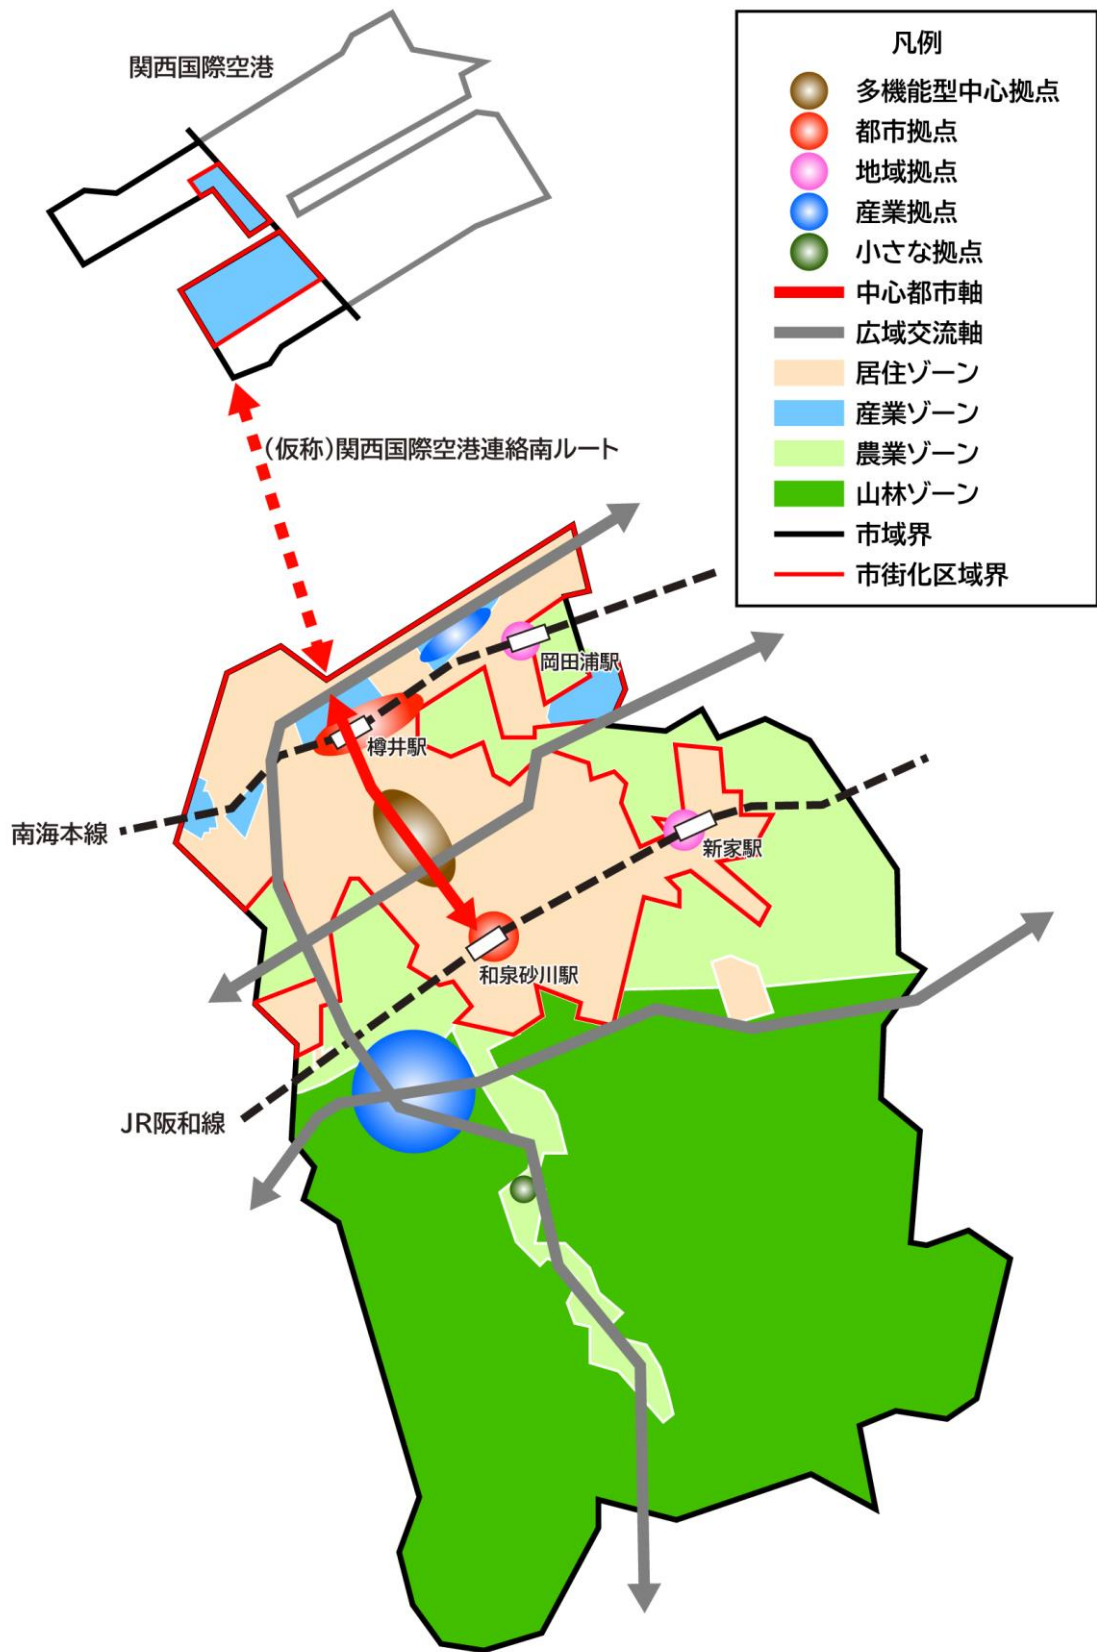 関西国際空港
凡例
多機能型中心拠点
都市拠点
地域拠点
産業拠点
小さな拠点
中心都市軸
広域交流軸
居住ゾーン
産業ゾーン
農業ゾーン
山林ゾーン
市域界
市街化区域界
(仮称)関西国際空港連絡南ルート
岡田浦駅
樽井駅
南海本線
新家駅
和泉砂川駅
JR阪和線